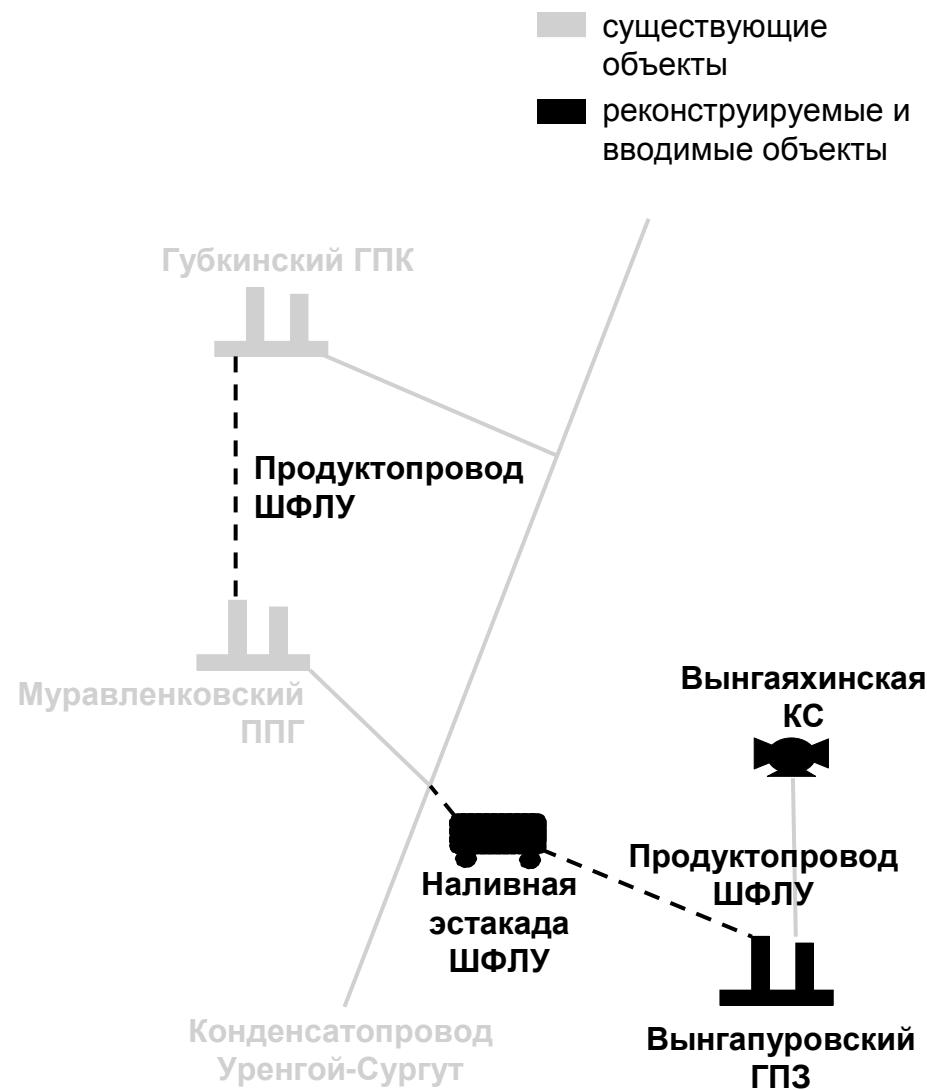 существующие
объекты
реконструируемые и
вводимые объекты
Губкинский ГПК
Продуктопровод
ШФЛУ
Муравленковский
ППГ
Вынгаяхинская
КС
Продуктопровод
ШФЛУ
Наливная
эстакада
ШФЛУ
Конденсатопровод
Уренгой-Сургут
Вынгапуровский
ГПЗ